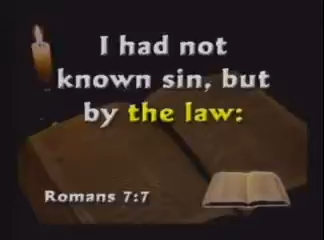 I had not
known sin, but
by the law:
Romans 7:7